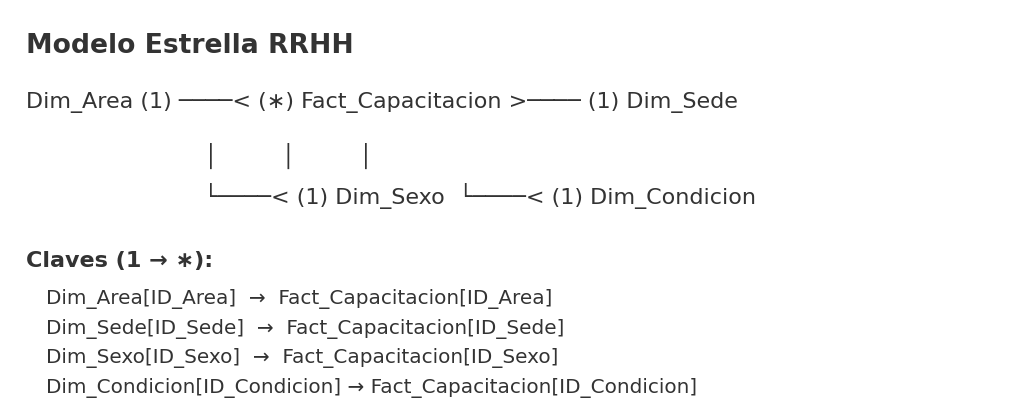 Modelo Estrella RRHH
Dim_Area (1) ────< (∗) Fact_Capacitacion >──── (1) Dim_Sede
│ │ │
└────< (1) Dim_Sexo └────< (1) Dim_Condicion
Claves (1 → ∗):
Dim_Area[ID_Area] → Fact_Capacitacion[ID_Area]
Dim_Sede[ID_Sede] → Fact_Capacitacion[ID_Sede]
Dim_Sexo[ID_Sexo] → Fact_Capacitacion[ID_Sexo]
Dim_Condicion[ID_Condicion] → Fact_Capacitacion[ID_Condicion]